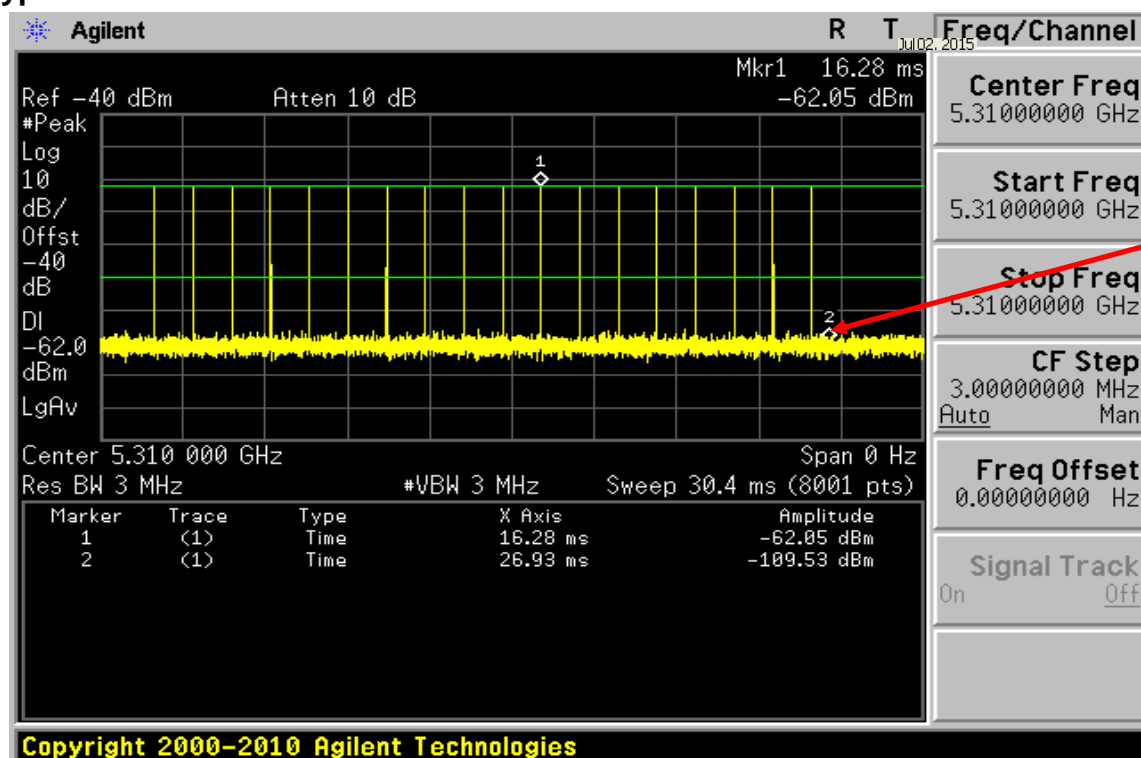 Agilent R T Freq/Channel
Jul 02, 2015
Mkr1 16.28 ms
Ref -40 dBm Atten 10 dB -62.05 dBm
#Peak
Log
10
dB/
Offst
-40
dB
DI
-62.0
dBm
LgAv
1
2
Center 5.310 000 GHz Span 0 Hz
Res BW 3 MHz #VBW 3 MHz Sweep 30.4 ms (8001 pts)
Marker Trace Type X Axis Amplitude
1 (1) Time 16.28 ms -62.05 dBm
2 (1) Time 26.93 ms -109.53 dBm
Center Freq
5.31000000 GHz
Start Freq
5.31000000 GHz
Stop Freq
5.31000000 GHz
CF Step
3.00000000 MHz
Auto Man
Freq Offset
0.00000000 Hz
Signal Track
On Off
Copyright 2000-2010 Agilent Technologies